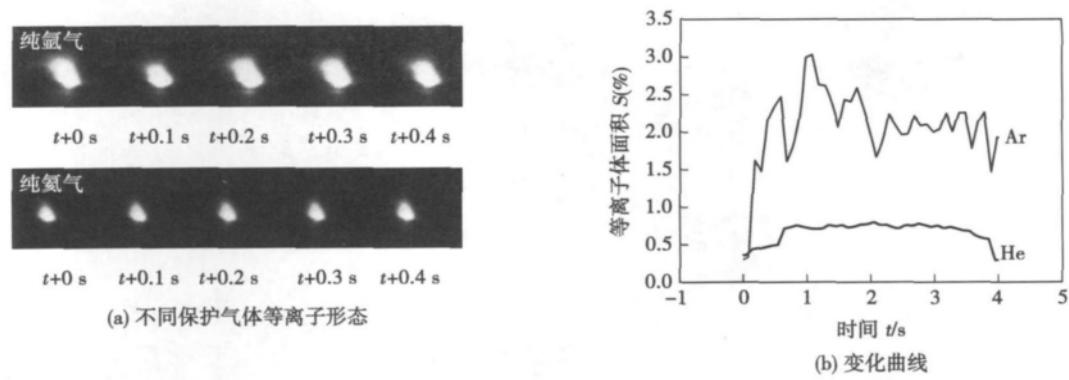 纯氩气
t+0 s t+0.1 s t+0.2 s t+0.3 s t+0.4 s
纯氦气
t+0 s t+0.1 s t+0.2 s t+0.3 s t+0.4 s
(a) 不同保护气体等离子形态
等离子体面积 S(%)
3.5
3.0
2.5
2.0
1.5
1.0
0.5
0.0
Ar
He
-1 0 1 2 3 4 5
时间 t/s
(b) 变化曲线